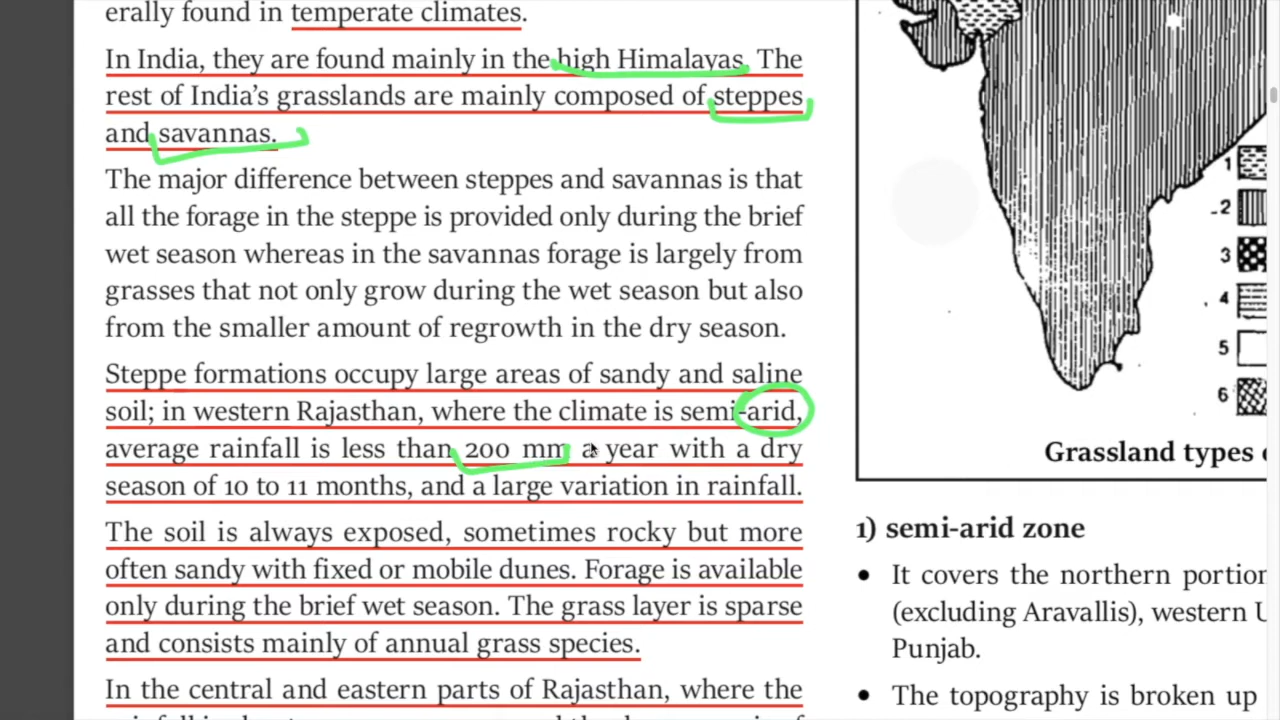 erally found in temperate climates.
In India, they are found mainly in the high Himalayas. The
rest of India's grasslands are mainly composed of steppes
and savannas.
The major difference between steppes and savannas is that
all the forage in the steppe is provided only during the brief
wet season whereas in the savannas forage is largely from
grasses that not only grow during the wet season but also
from the smaller amount of regrowth in the dry season.
Steppe formations occupy large areas of sandy and saline
soil; in western Rajasthan, where the climate is semi-arid,
average rainfall is less than 200 mm a year with a dry
season of 10 to 11 months, and a large variation in rainfall.
The soil is always exposed, sometimes rocky but more
often sandy with fixed or mobile dunes. Forage is available
only during the brief wet season. The grass layer is sparse
and consists mainly of annual grass species.
In the central and eastern parts of Rajasthan, where the
1
2
3
4
5
6
Grassland types
1) semi-arid zone
• It covers the northern portion
(excluding Aravallis), western U
Punjab.
• The topography is broken up